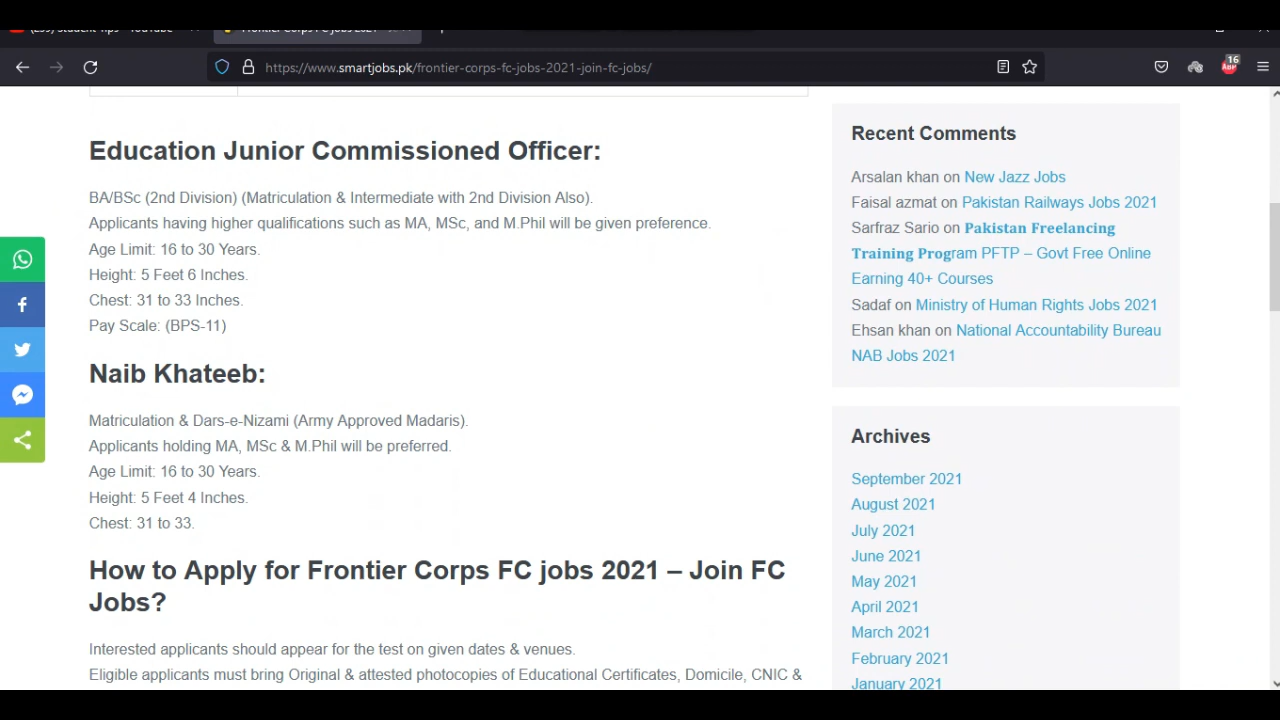 https://www.smartjobs.pk/frontier-corps-fc-jobs-2021-join-fc-jobs/
16
ABP
Education Junior Commissioned Officer:
BA/BSc (2nd Division) (Matriculation & Intermediate with 2nd Division Also).
Applicants having higher qualifications such as MA, MSc, and M.Phil will be given preference.
Age Limit: 16 to 30 Years.
Height: 5 Feet 6 Inches.
Chest: 31 to 33 Inches.
Pay Scale: (BPS-11)
Naib Khateeb:
Matriculation & Dars-e-Nizami (Army Approved Madaris).
Applicants holding MA, MSc & M.Phil will be preferred.
Age Limit: 16 to 30 Years.
Height: 5 Feet 4 Inches.
Chest: 31 to 33.
How to Apply for Frontier Corps FC jobs 2021 – Join FC
Jobs?
Interested applicants should appear for the test on given dates & venues.
Eligible applicants must bring Original & attested photocopies of Educational Certificates, Domicile, CNIC &
Recent Comments
Arsalan khan on New Jazz Jobs
Faisal azmat on Pakistan Railways Jobs 2021
Sarfraz Sario on Pakistan Freelancing
Training Program PFTP – Govt Free Online
Earning 40+ Courses
Sadaf on Ministry of Human Rights Jobs 2021
Ehsan khan on National Accountability Bureau
NAB Jobs 2021
Archives
September 2021
August 2021
July 2021
June 2021
May 2021
April 2021
March 2021
February 2021
January 2021